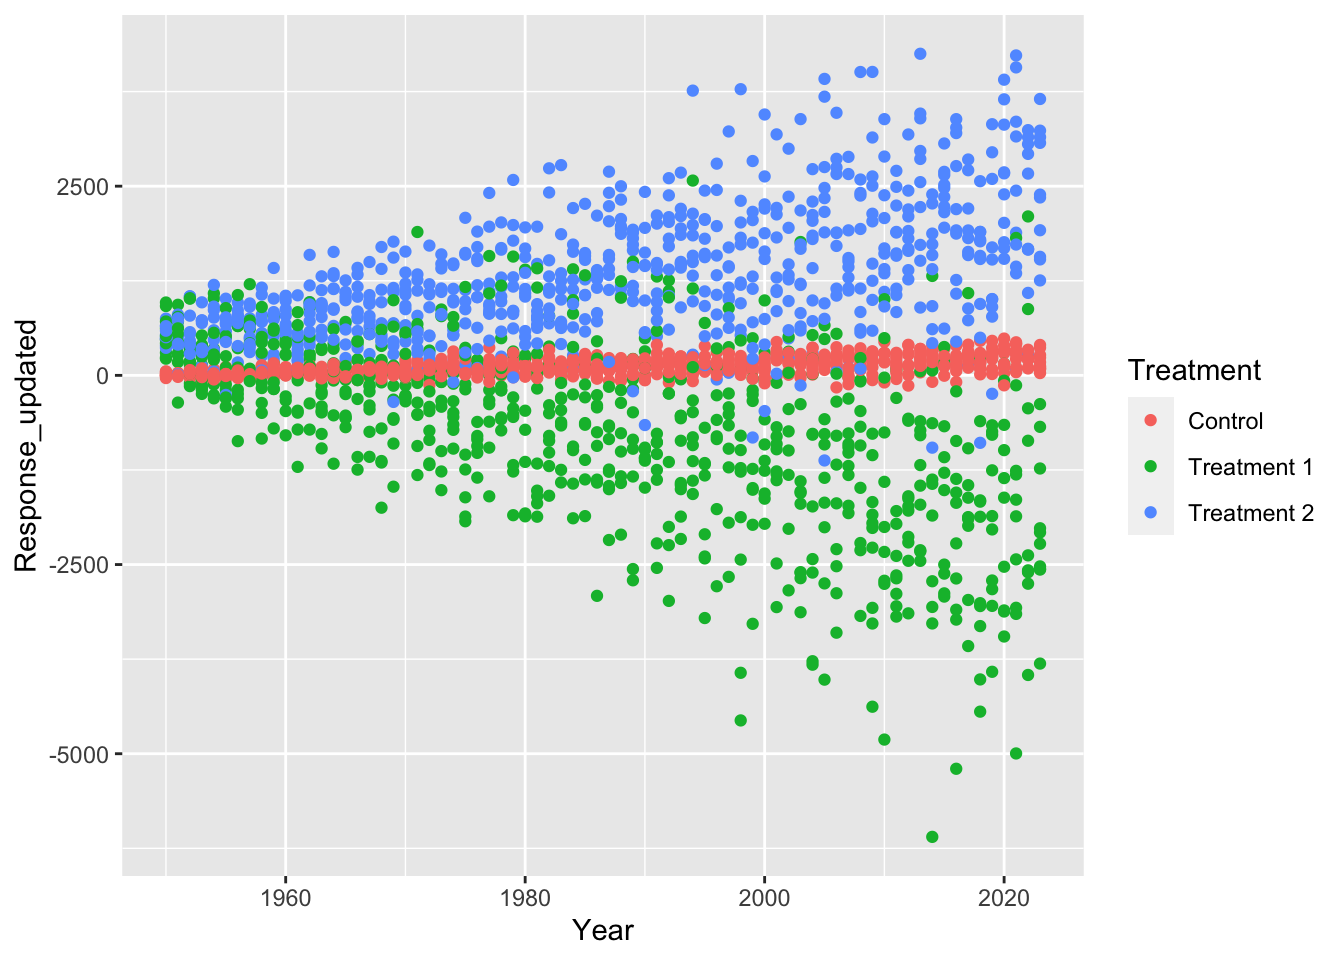 Response_updated
2500
0
-2500
-5000
1960
1980
2000
2020
Year
Treatment
Control
Treatment 1
Treatment 2